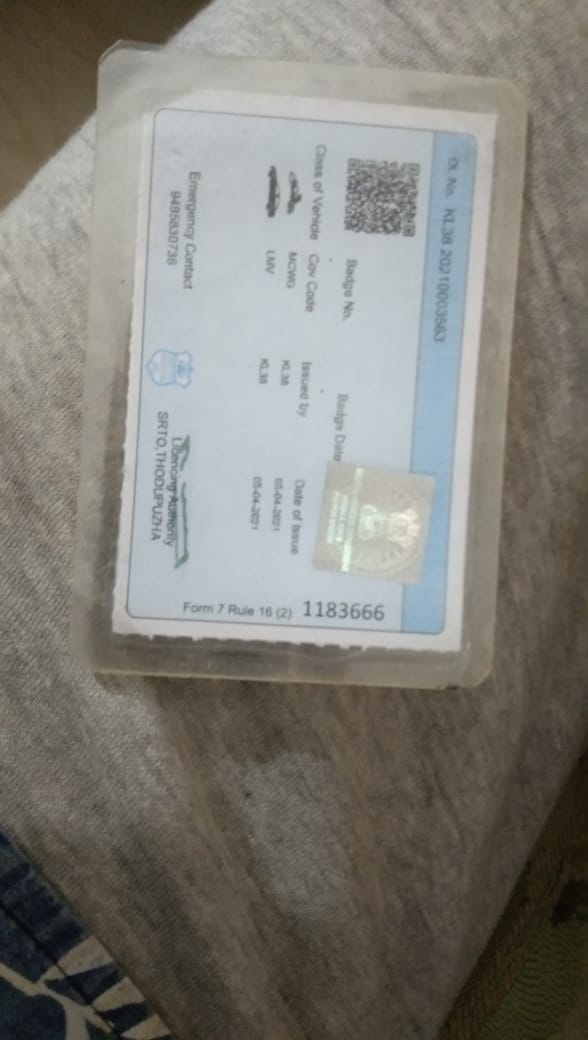 DL No. KL38 20210003563
Badge No. Badge Date
Class of Vehicle Cov Code Issued by Date of Issue
MCWG KL38 05-04-2021
LMV KL38 05-04-2021
Emergency Contact
9495830736
Licencing Authority
SRTO,THODUPUZHA
Form 7 Rule 16 (2) 1183666